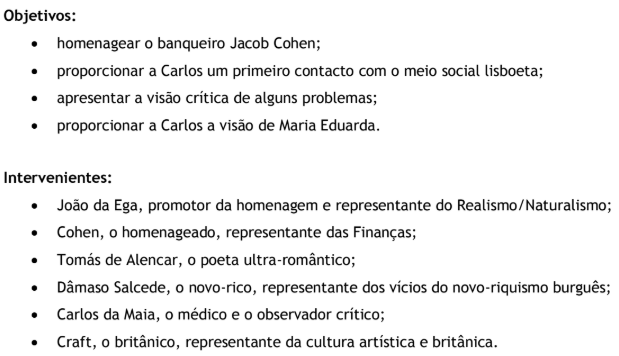 Objetivos:
• homenagear o banqueiro Jacob Cohen;
• proporcionar a Carlos um primeiro contacto com o meio social lisboeta;
• apresentar a visão crítica de alguns problemas;
• proporcionar a Carlos a visão de Maria Eduarda.
Intervenientes:
• João da Ega, promotor da homenagem e representante do Realismo/Naturalismo;
• Cohen, o homenageado, representante das Finanças;
• Tomás de Alencar, o poeta ultra-romântico;
• Dâmaso Salcede, o novo-rico, representante dos vícios do novo-riquismo burguês;
• Carlos da Maia, o médico e o observador crítico;
• Craft, o britânico, representante da cultura artística e britânica.